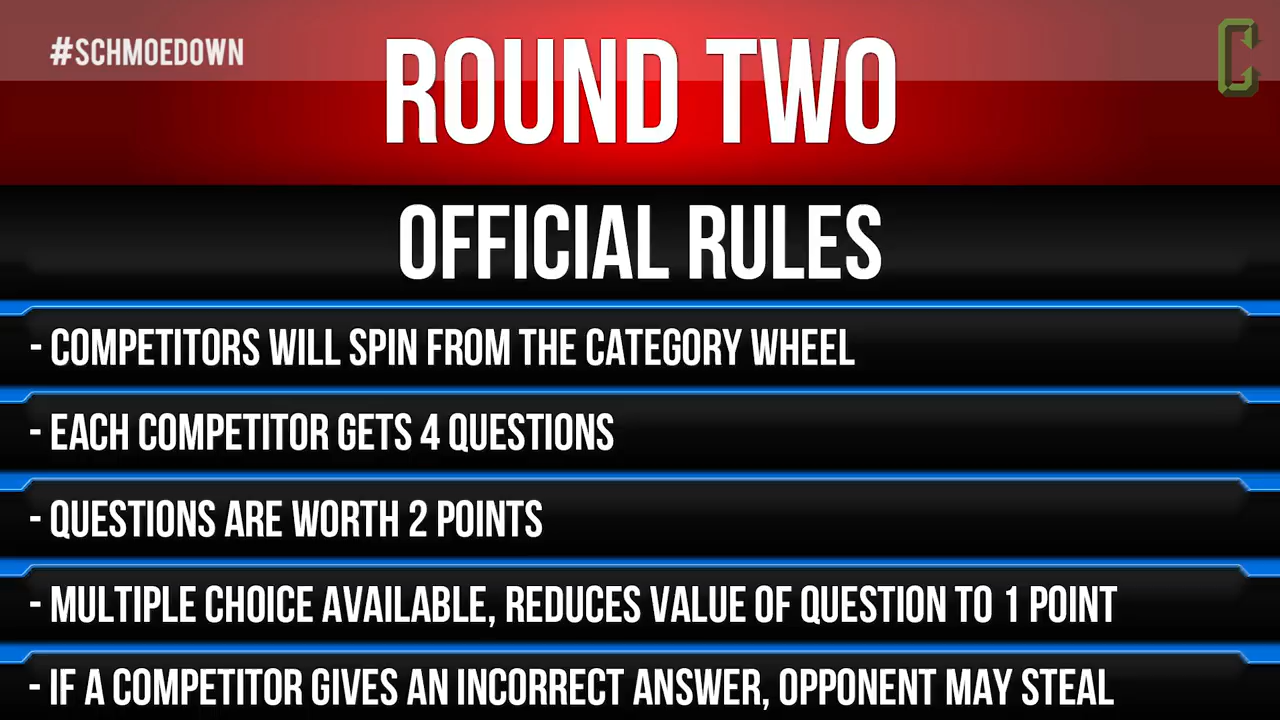 #SCHMOEDOWN
ROUND TWO
OFFICIAL RULES
- COMPETITORS WILL SPIN FROM THE CATEGORY WHEEL
- EACH COMPETITOR GETS 4 QUESTIONS
- QUESTIONS ARE WORTH 2 POINTS
- MULTIPLE CHOICE AVAILABLE, REDUCES VALUE OF QUESTION TO 1 POINT
- IF A COMPETITOR GIVES AN INCORRECT ANSWER, OPPONENT MAY STEAL